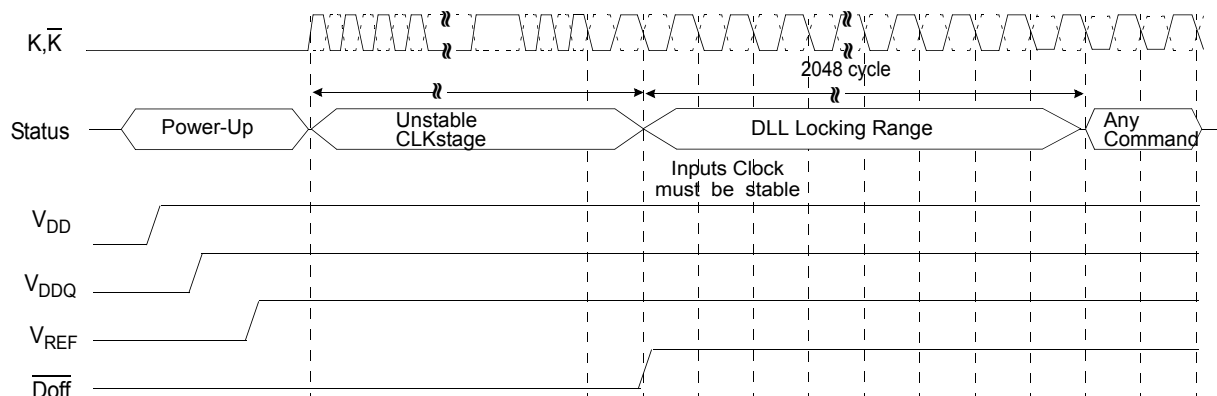 K,K̅
2048 cycle
Status
Power-Up
Unstable
CLKstage
DLL Locking Range
Any
Command
Inputs Clock
must be stable
VDD
VDDQ
VREF
D̅o̅f̅f̅